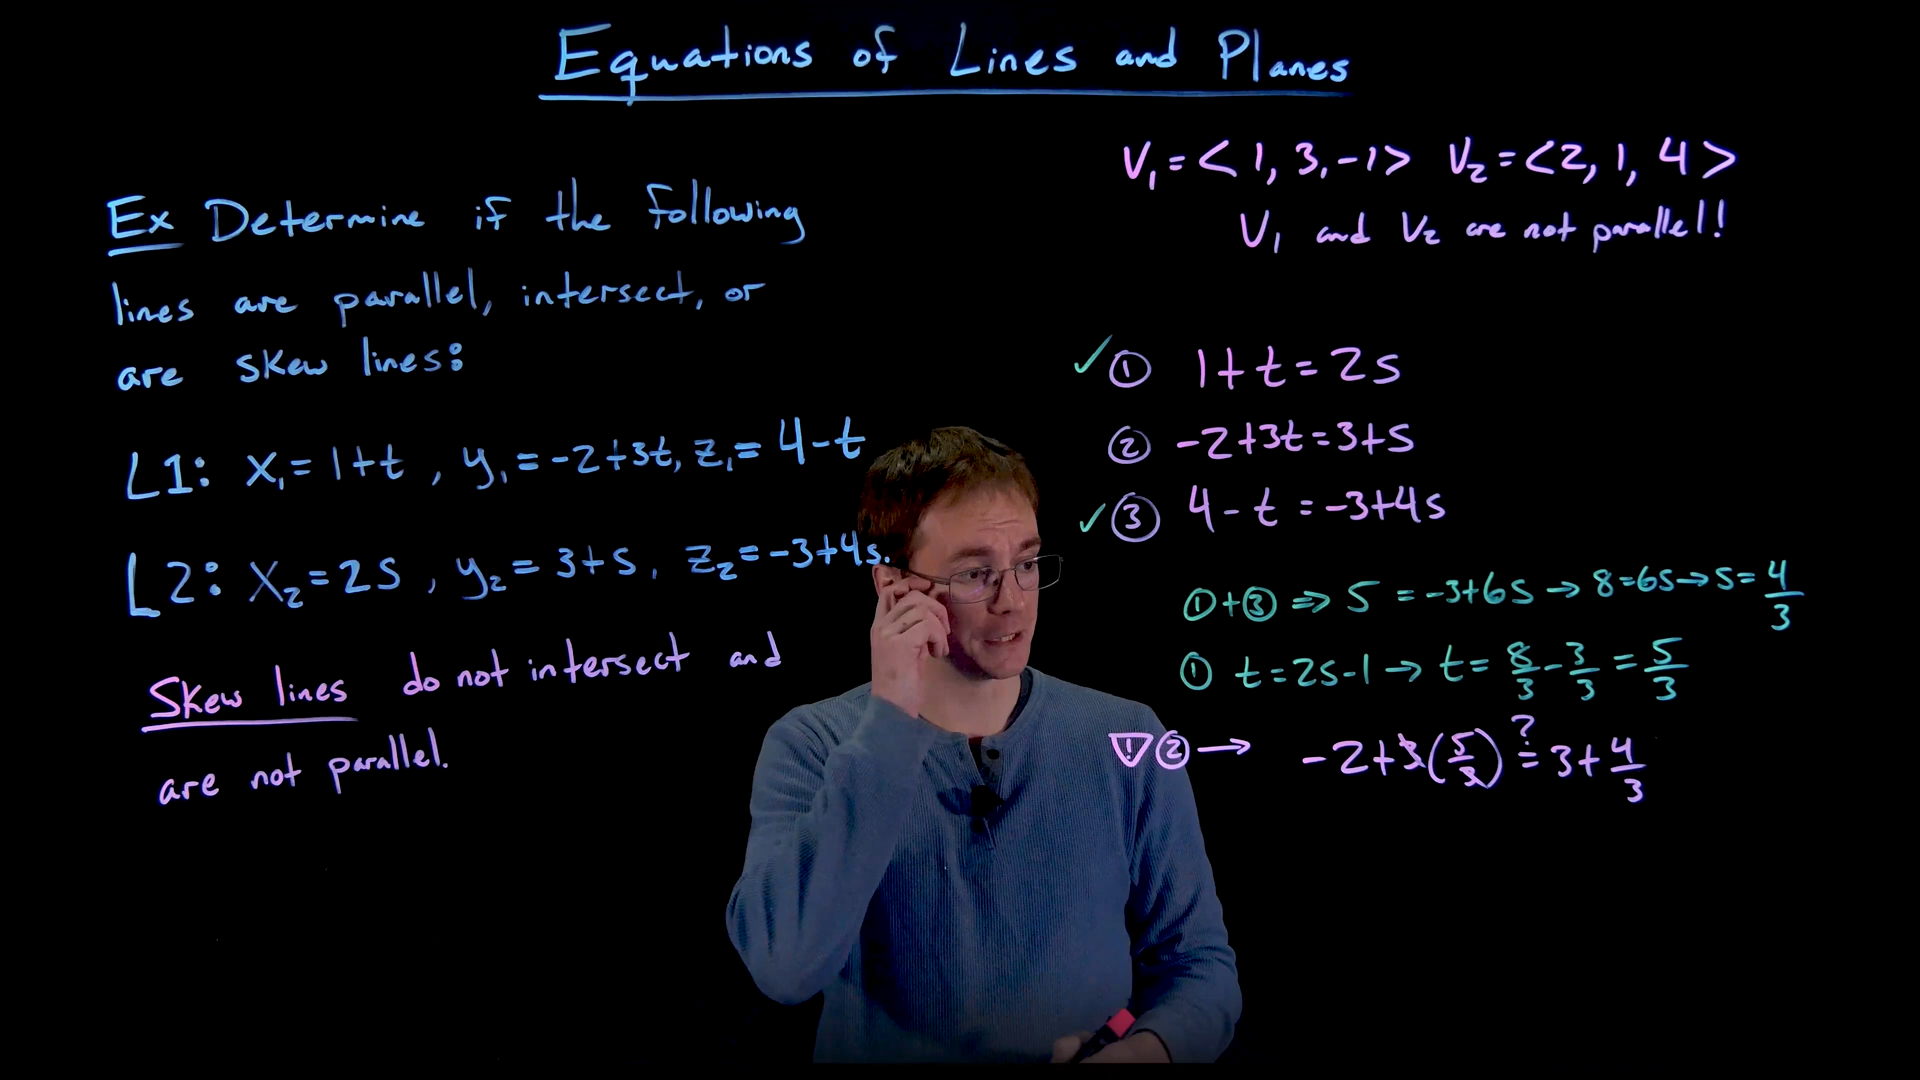 Equations of Lines and Planes
Ex Determine if the following
lines are parallel, intersect, or
are skew lines:
L1: x₁ = 1+t , y₁ = -2+3t, z₁ = 4-t
L2: x₂ = 2s , y₂ = 3+s, z₂ = -3+4s.
Skew lines do not intersect and
are not parallel.
V₁ = <1, 3, -1> V₂ = <2, 1, 4>
V₁ and V₂ are not parallel!
✓ ① 1+t = 2s
② -2+3t = 3+s
✓ ③ 4-t = -3+4s
①+③ ⇒ 5 = -3+6s → 8=6s → s = 4/3
① t = 2s-1 → t = 8/3 - 3/3 = 5/3
! ② → -2+3(5/3) ≟ 3+4/3